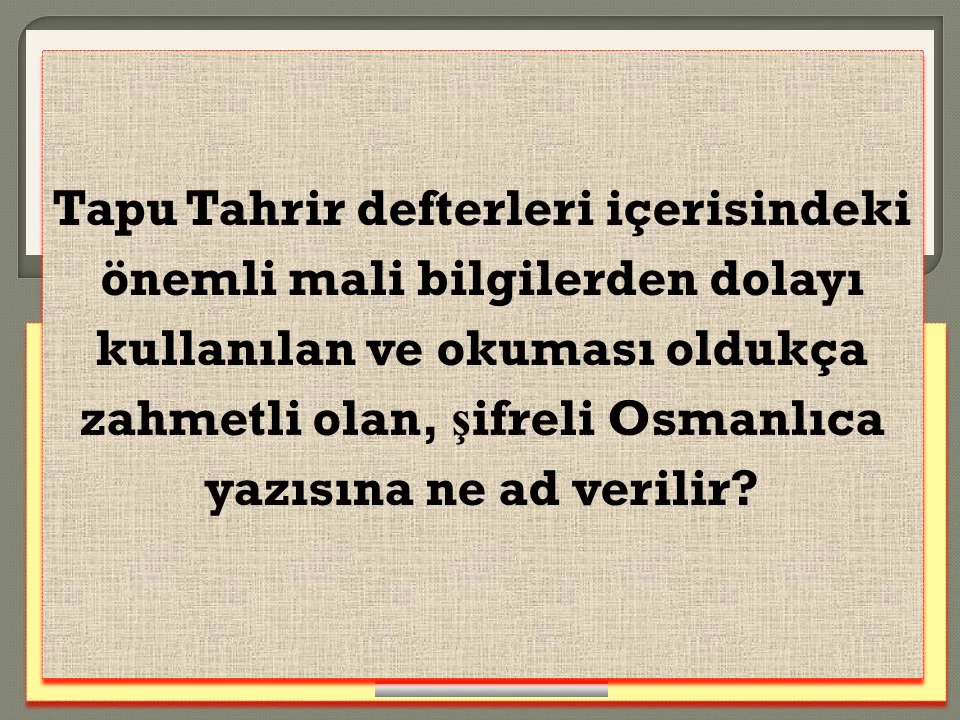 Tapu Tahrir defterleri içerisindeki
önemli mali bilgilerden dolayı
kullanılan ve okuması oldukça
zahmetli olan, şifreli Osmanlıca
yazısına ne ad verilir?